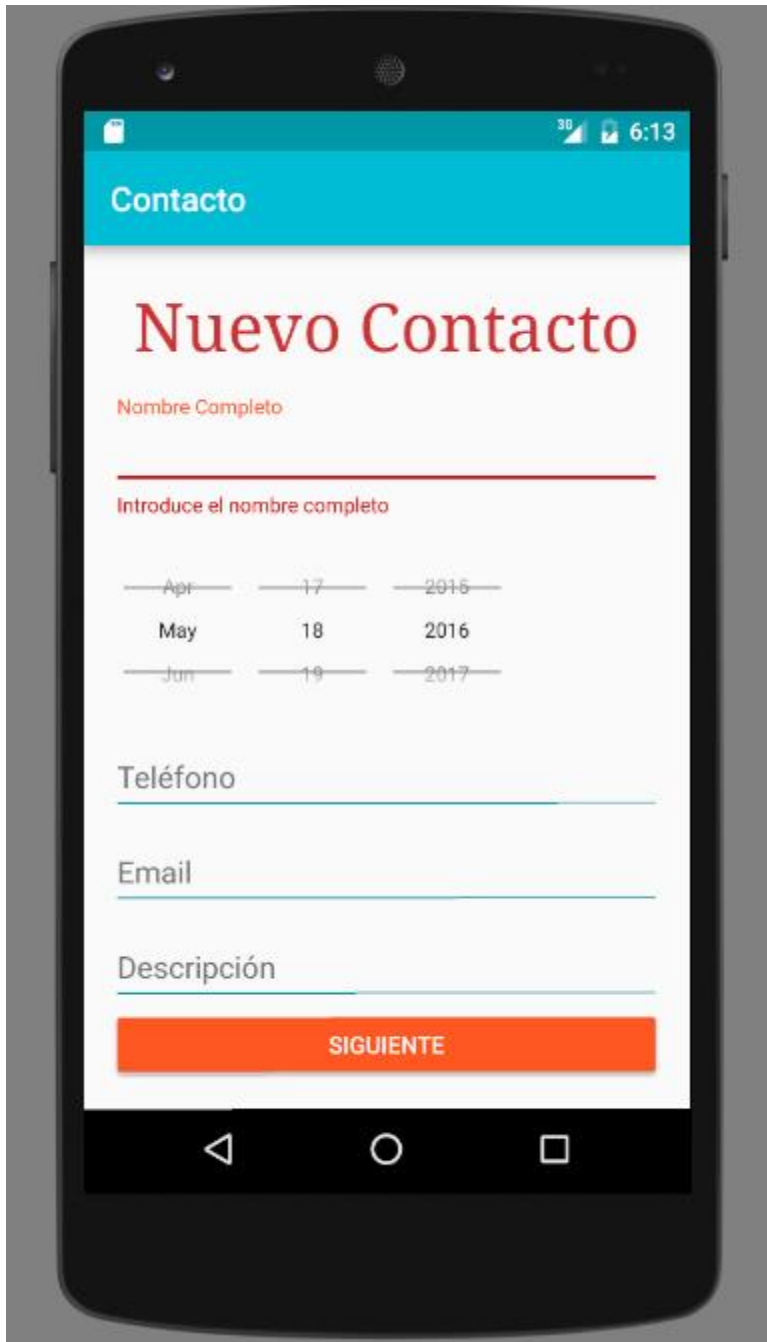 3G 6:13
Contacto
Nuevo Contacto
Nombre Completo
Introduce el nombre completo
Apr 17 2015
May 18 2016
Jun 19 2017
Teléfono
Email
Descripción
SIGUIENTE